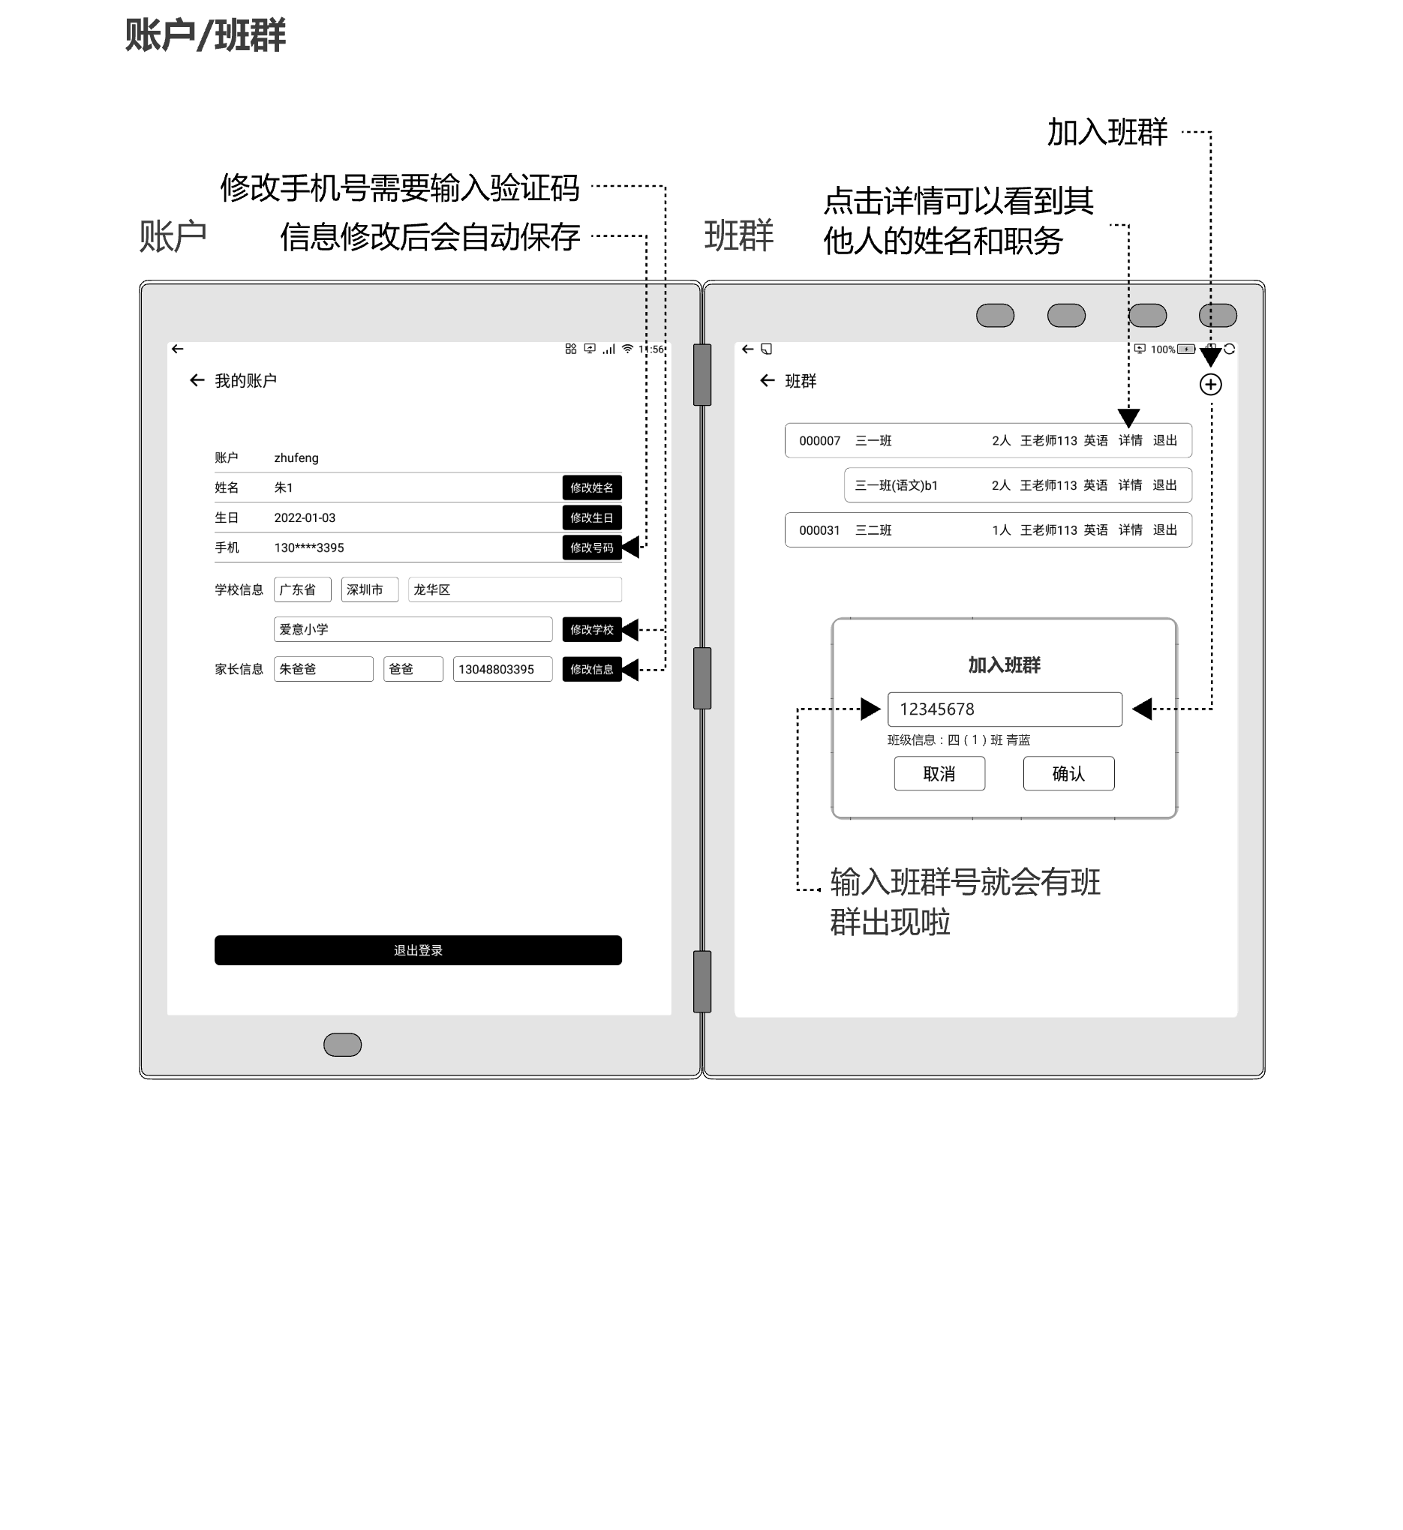 账户/班群
加入班群
修改手机号需要输入验证码
点击详情可以看到其
他人的姓名和职务
账户
信息修改后会自动保存
班群
11:56
我的账户
账户 zhufeng
姓名 朱1 修改姓名
生日 2022-01-03 修改生日
手机 130****3395 修改号码
学校信息 广东省 深圳市 龙华区
爱意小学 修改学校
家长信息 朱爸爸 爸爸 13048803395 修改信息
退出登录
100%
班群
000007 三一班 2人 王老师113 英语 详情 退出
三一班(语文)b1 2人 王老师113 英语 详情 退出
000031 三二班 1人 王老师113 英语 详情 退出
加入班群
12345678
班级信息：四（1）班 青蓝
取消 确认
输入班群号就会有班
群出现啦